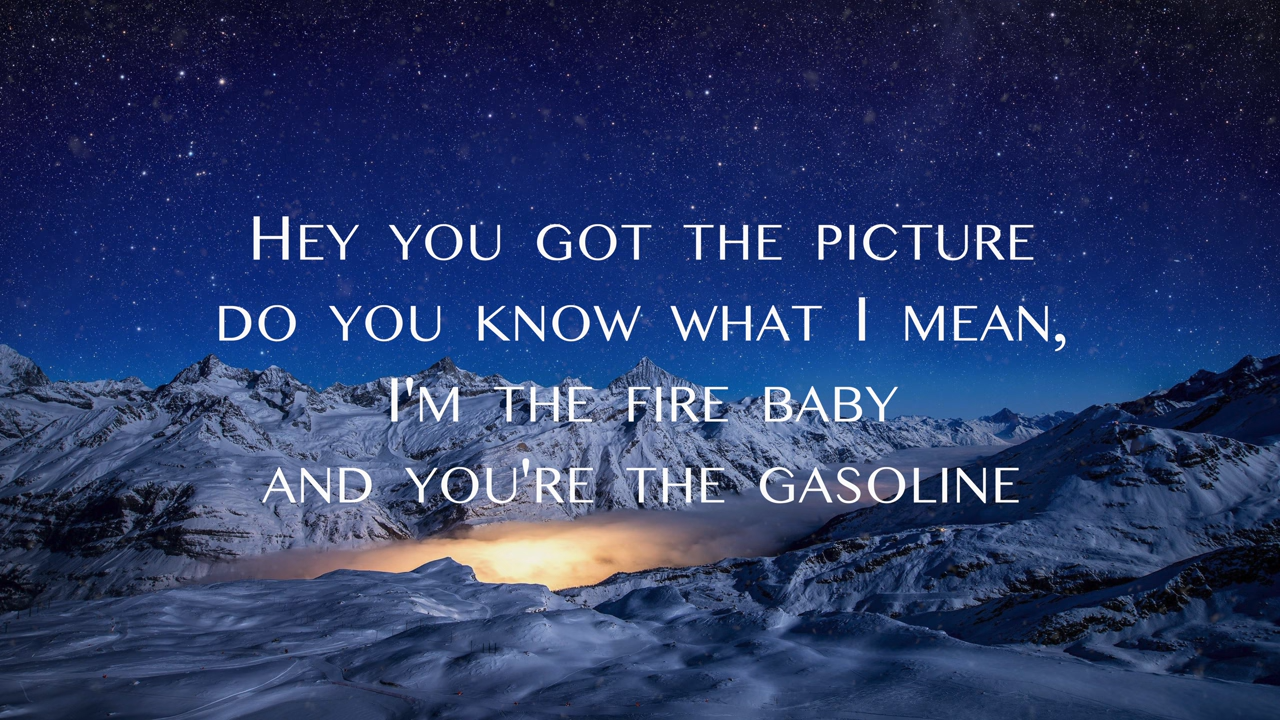 Hey you got the picture
do you know what I mean,
I'm the fire baby
and you're the gasoline